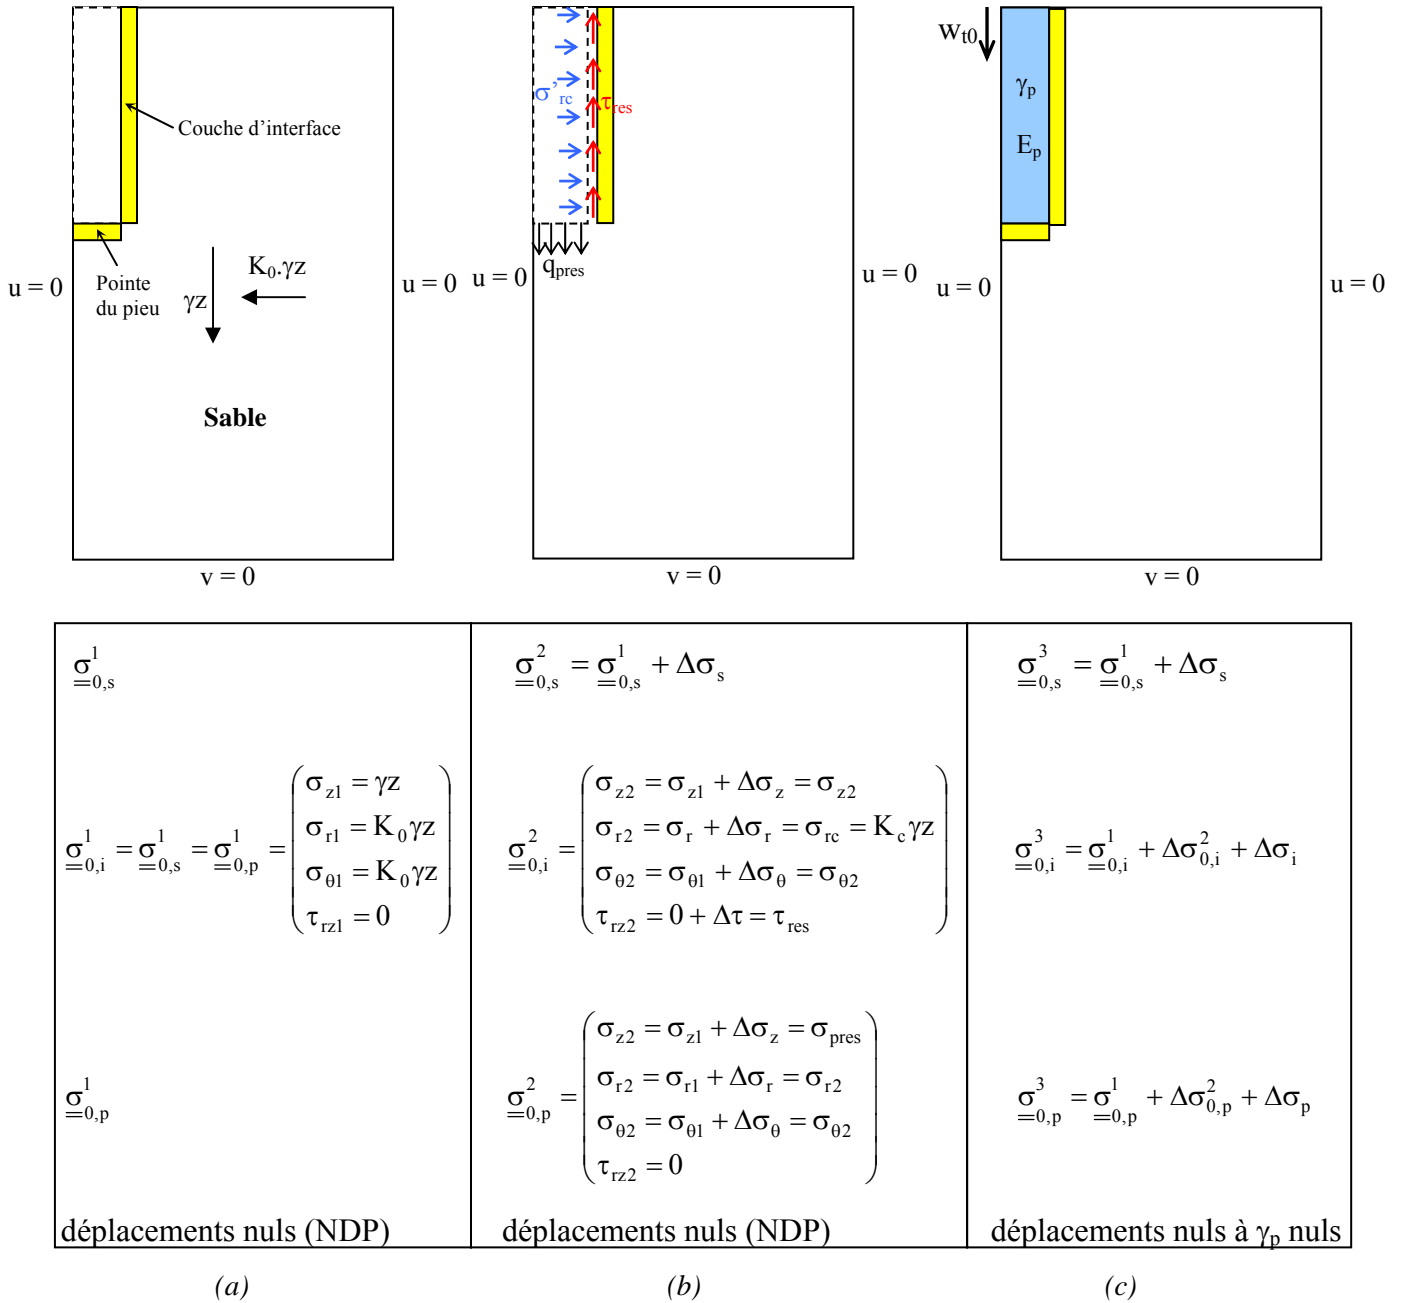 Couche d'interface
Pointe
du pieu
K₀.γz
γz
u = 0
u = 0
Sable
v = 0
σ'rc
τres
qpres
u = 0
u = 0
v = 0
wt0
γp
Ep
u = 0
u = 0
v = 0
σ¹0,s
σ¹0,i = σ¹0,s = σ¹0,p =
σz1 = γz
σr1 = K0γz
σθ1 = K0γz
τrz1 = 0
σ¹0,p
déplacements nuls (NDP)
σ²0,s = σ¹0,s + Δσs
σ²0,i =
σz2 = σz1 + Δσz = σz2
σr2 = σr + Δσr = σrc = Kcγz
σθ2 = σθ1 + Δσθ = σθ2
τrz2 = 0 + Δτ = τres
σ²0,p =
σz2 = σz1 + Δσz = σpres
σr2 = σr1 + Δσr = σr2
σθ2 = σθ1 + Δσθ = σθ2
τrz2 = 0
déplacements nuls (NDP)
σ³0,s = σ¹0,s + Δσs
σ³0,i = σ¹0,i + Δσ²0,i + Δσi
σ³0,p = σ¹0,p + Δσ²0,p + Δσp
déplacements nuls à γp nuls
(a)
(b)
(c)